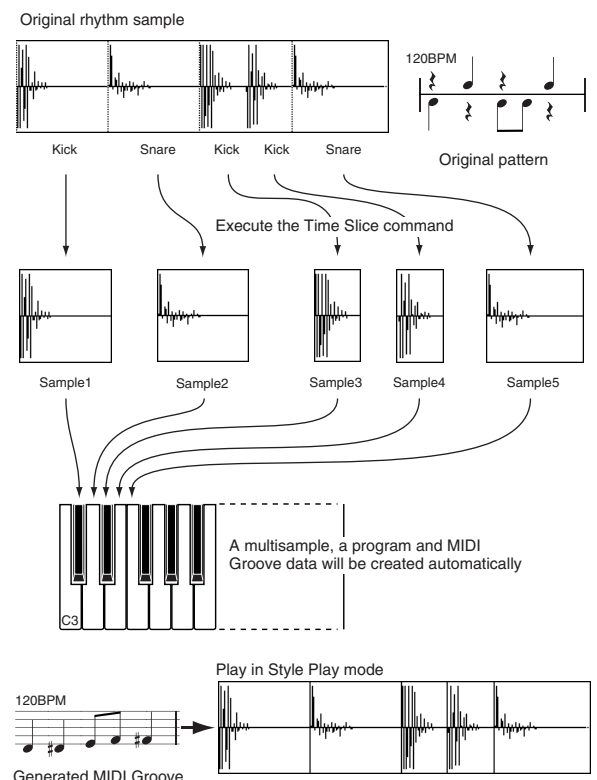 Original rhythm sample
120BPM
Kick Snare Kick Kick Snare
Original pattern
Execute the Time Slice command
Sample1 Sample2 Sample3 Sample4 Sample5
A multisample, a program and MIDI
Groove data will be created automatically
C3
Play in Style Play mode
120BPM
Generated MIDI Groove